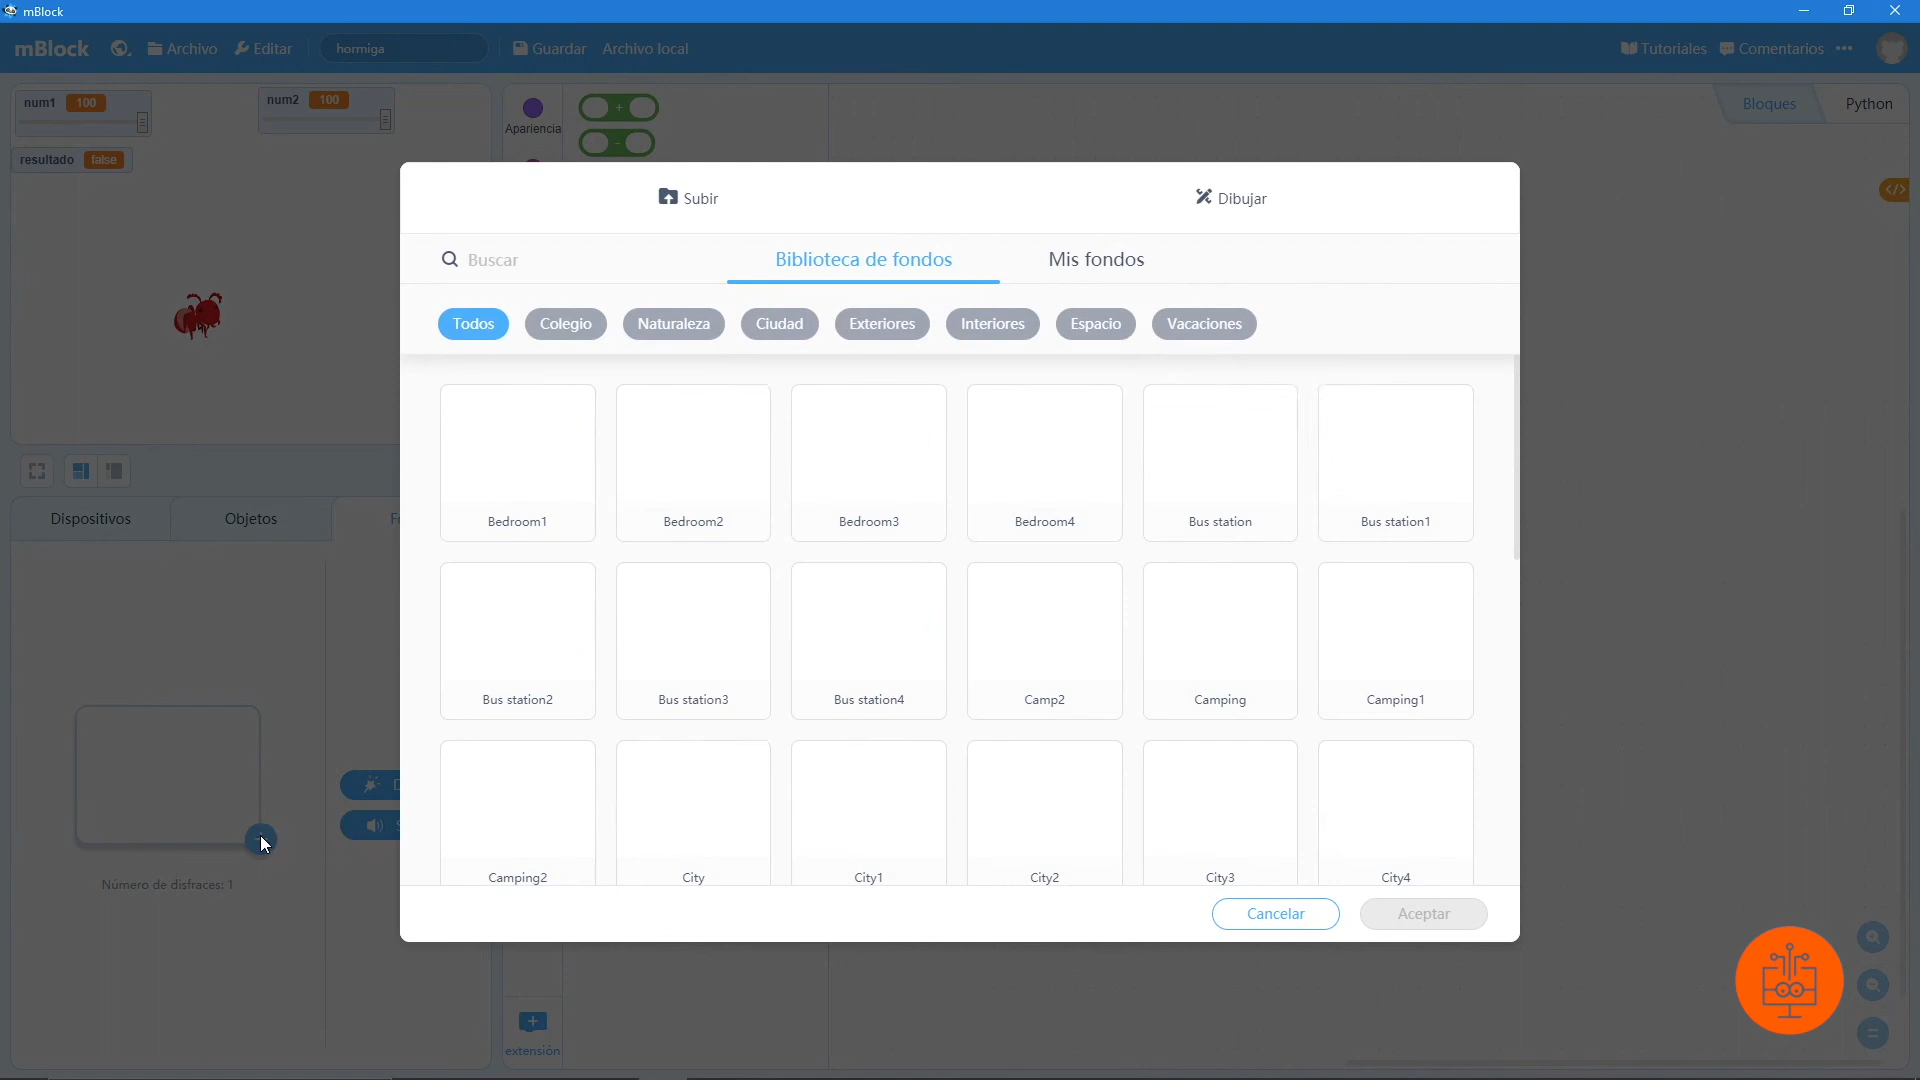 mBlock
mBlock
Archivo
Editar
hormiga
Guardar
Archivo local
Tutoriales
Comentarios
num1 100
num2 100
resultado false
Apariencia
+
-
Bloques
Python
</>
Subir
Dibujar
Buscar
Biblioteca de fondos
Mis fondos
Todos
Colegio
Naturaleza
Ciudad
Exteriores
Interiores
Espacio
Vacaciones
Bedroom1
Bedroom2
Bedroom3
Bedroom4
Bus station
Bus station1
Bus station2
Bus station3
Bus station4
Camp2
Camping
Camping1
Camping2
City
City1
City2
City3
City4
Cancelar
Aceptar
Dispositivos
Objetos
Número de disfraces: 1
extensión